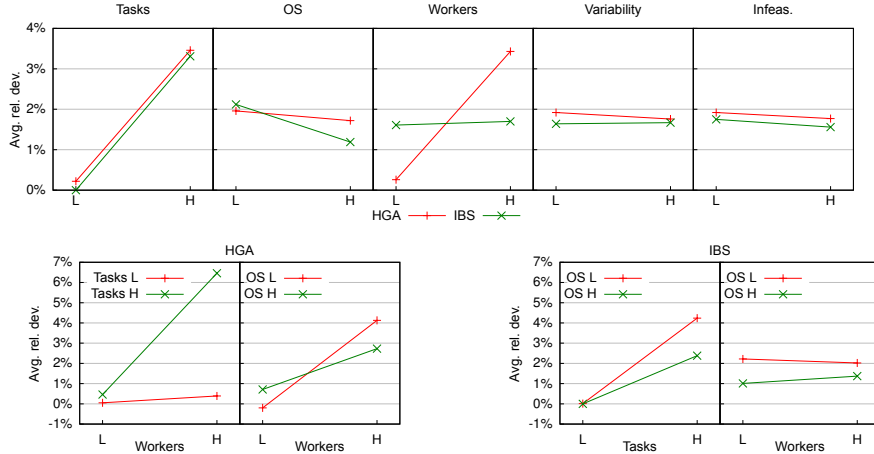 Tasks OS Workers Variability Infeas.
4%
3%
2%
1%
0%
Avg. rel. dev.
L H L H L H L H L H
HGA IBS
HGA
7%
6%
5%
4%
3%
2%
1%
0%
-1%
Avg. rel. dev.
Tasks L
Tasks H
OS L
OS H
L H L H
Workers Workers
IBS
7%
6%
5%
4%
3%
2%
1%
0%
-1%
Avg. rel. dev.
OS L
OS H
OS L
OS H
L H L H
Tasks Workers